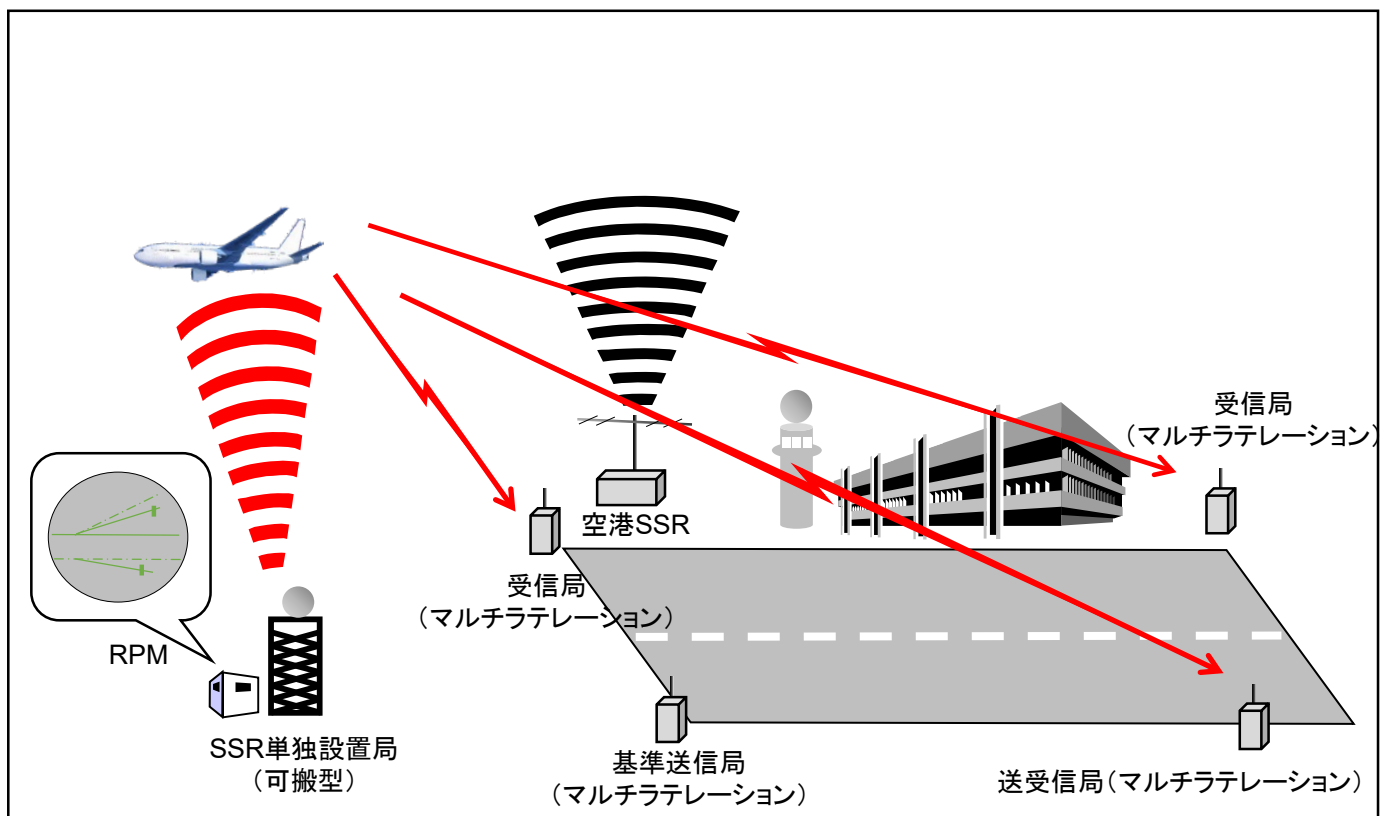 受信局
（マルチラテレーション）
空港SSR
受信局
（マルチラテレーション）
RPM
SSR単独設置局
（可搬型）
基準送信局
（マルチラテレーション）
送受信局（マルチラテレーション）